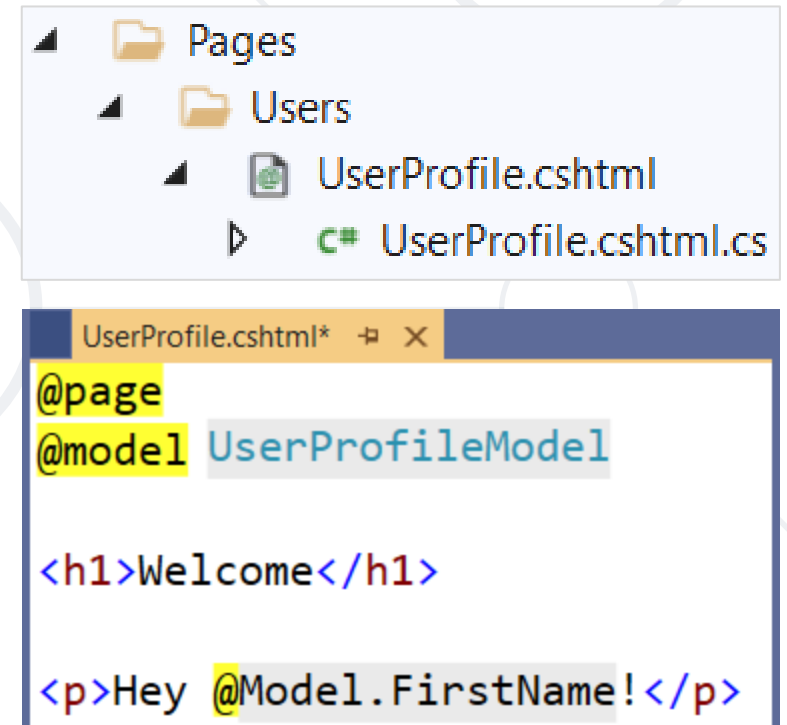 Pages
Users
UserProfile.cshtml
C# UserProfile.cshtml.cs
UserProfile.cshtml*
@page
@model UserProfileModel
<h1>Welcome</h1>
<p>Hey @Model.FirstName!</p>